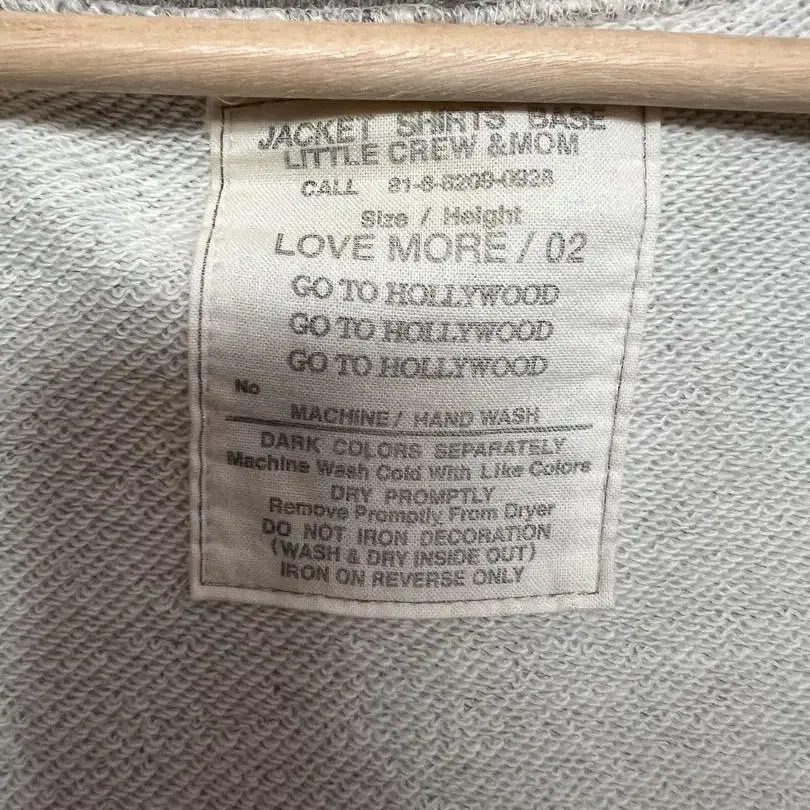 JACKET SHIRTS BASE
LITTLE CREW & MOM
CALL 81-6-5209-0938
Size / Height
LOVE MORE / 02
GO TO HOLLYWOOD
GO TO HOLLYWOOD
GO TO HOLLYWOOD
No
MACHINE / HAND WASH
DARK COLORS SEPARATELY
Machine Wash Cold With Like Colors
DRY PROMPTLY
Remove Promptly From Dryer
DO NOT IRON DECORATION
(WASH & DRY INSIDE OUT)
IRON ON REVERSE ONLY